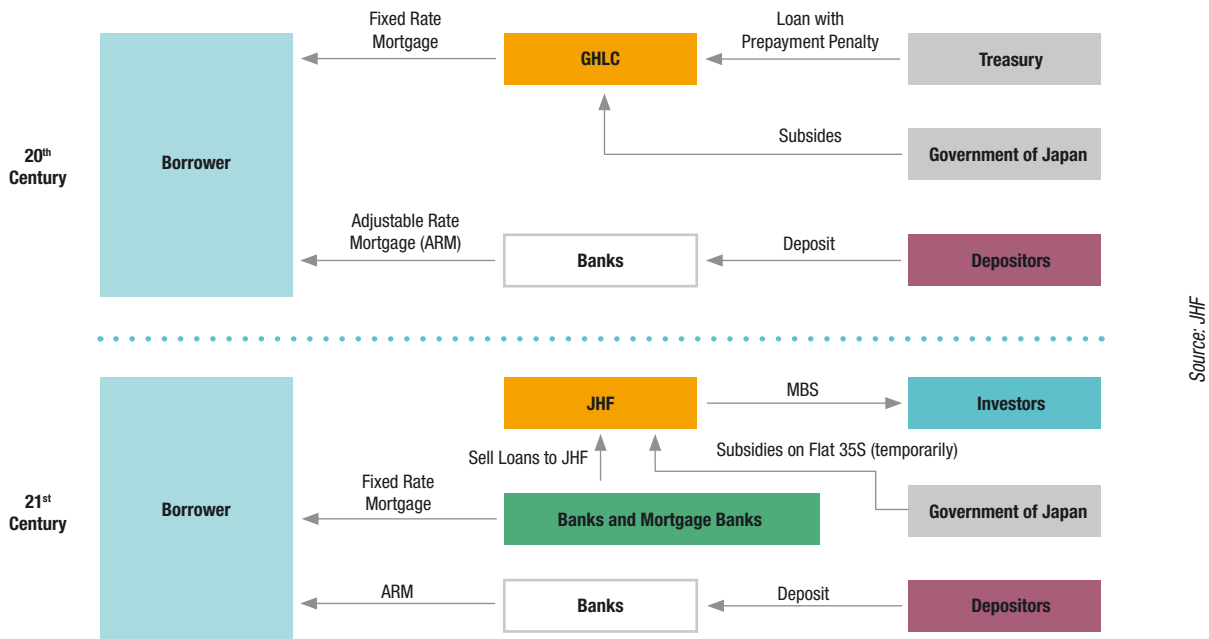 Fixed Rate
Mortgage
Loan with
Prepayment Penalty
GHLC
Treasury
Subsides
20th
Century
Borrower
Government of Japan
Adjustable Rate
Mortgage (ARM)
Banks
Deposit
Depositors
Source: JHF
JHF
MBS
Investors
Sell Loans to JHF
Subsidies on Flat 35S (temporarily)
Fixed Rate
Mortgage
21st
Century
Borrower
Banks and Mortgage Banks
Government of Japan
ARM
Banks
Deposit
Depositors